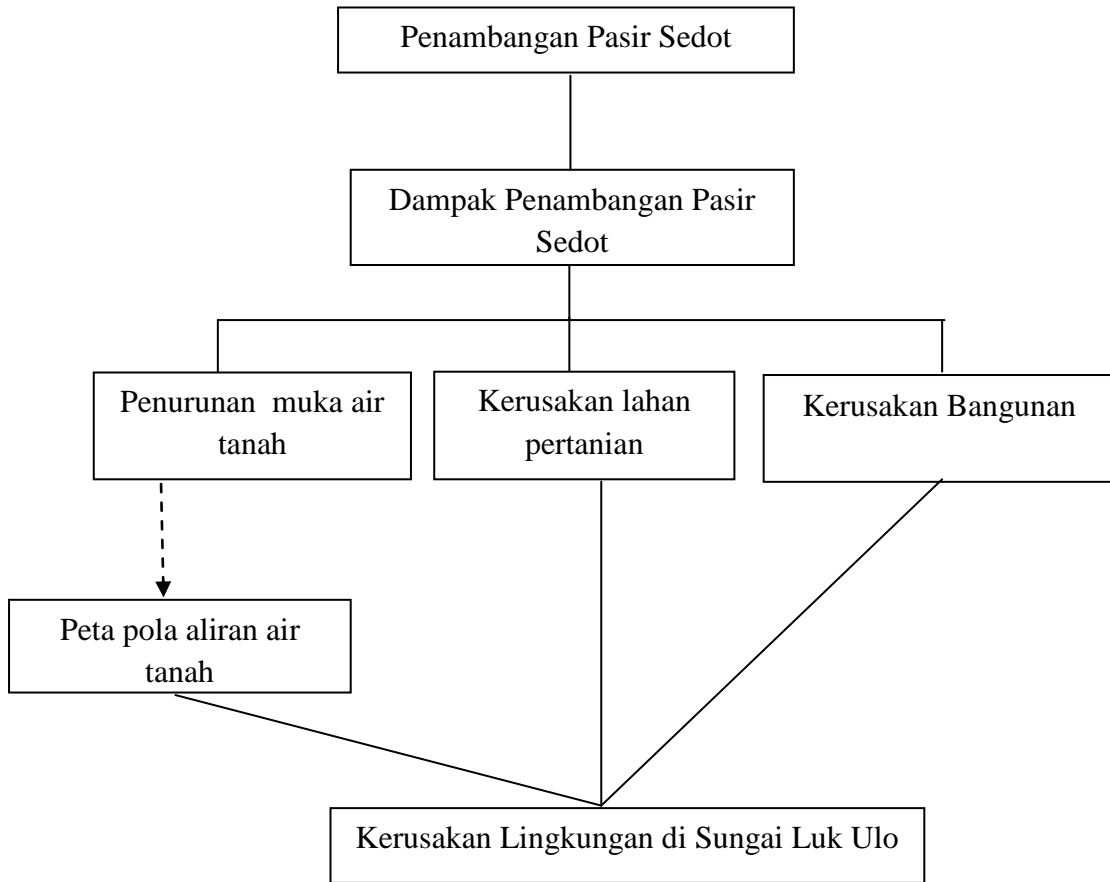 Penambangan Pasir Sedot
Dampak Penambangan Pasir
Sedot
Penurunan muka air
tanah
Kerusakan lahan
pertanian
Kerusakan Bangunan
Peta pola aliran air
tanah
Kerusakan Lingkungan di Sungai Luk Ulo